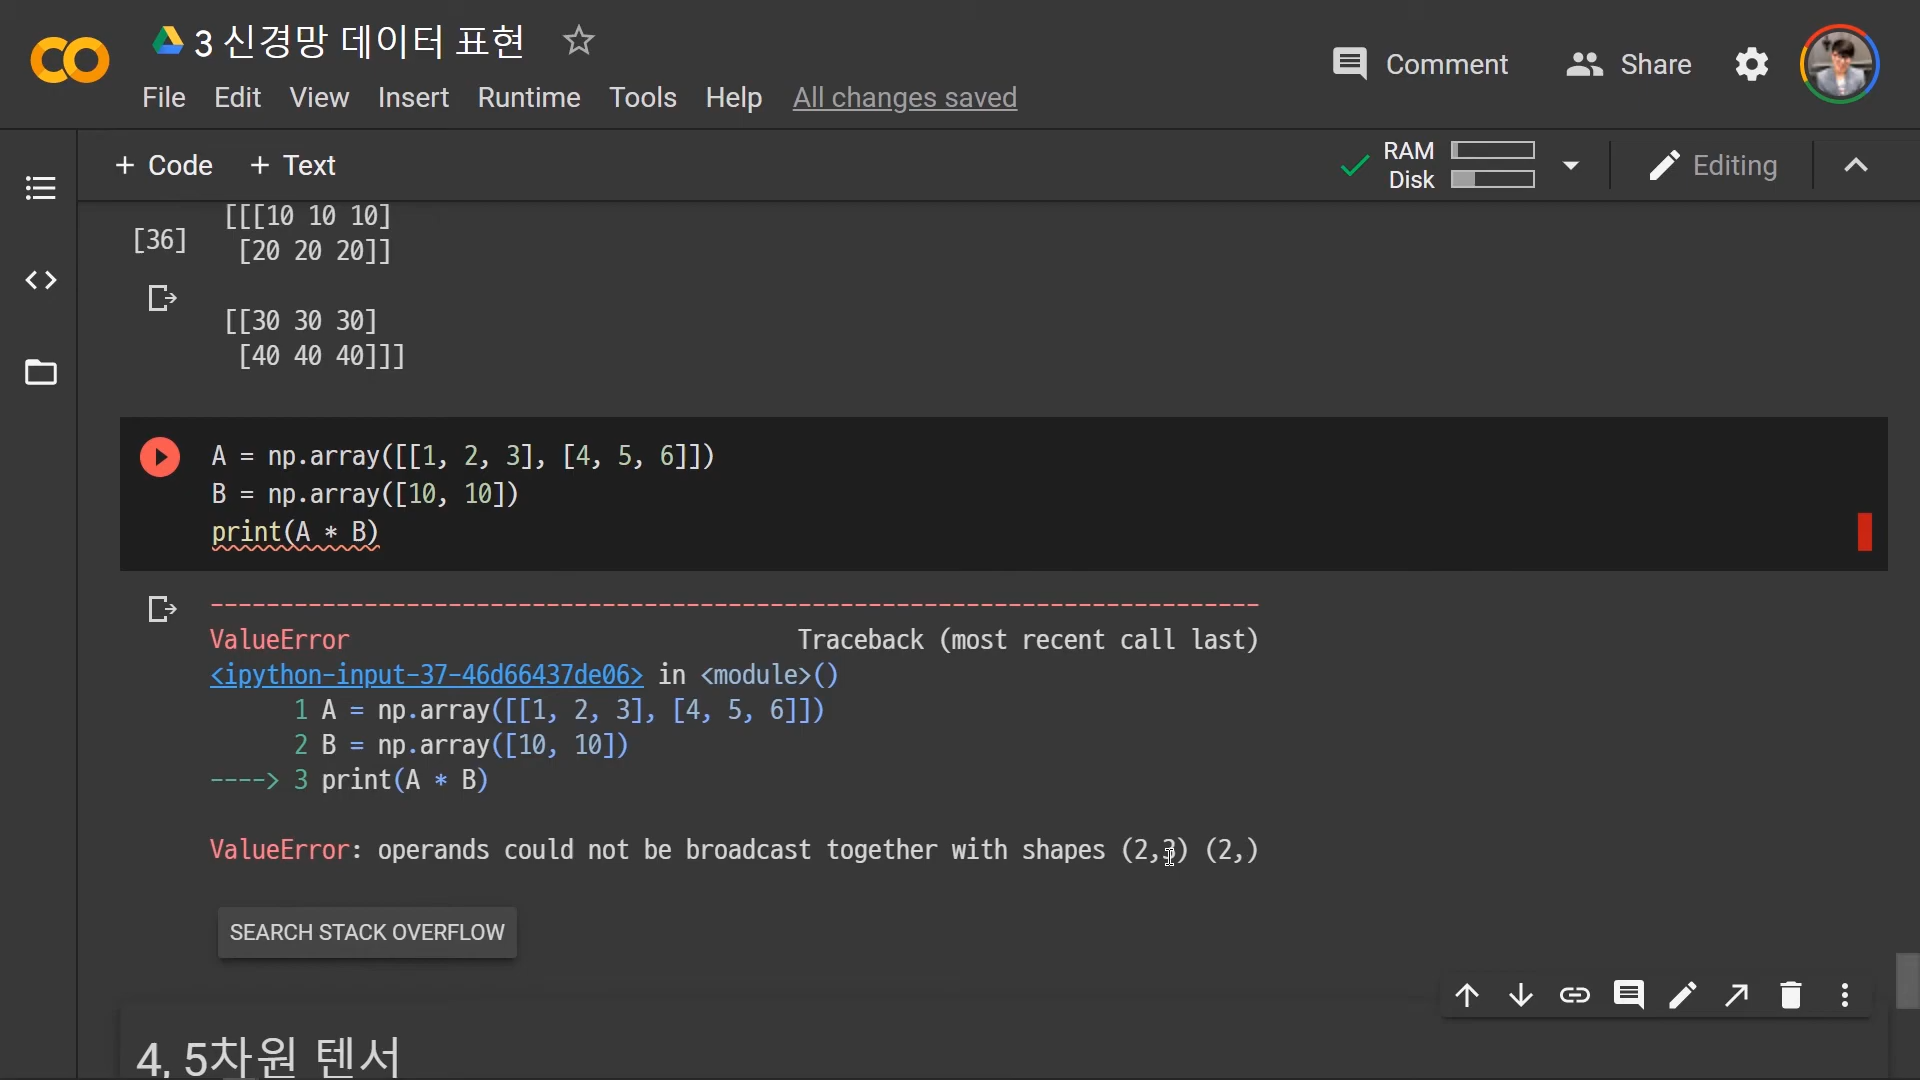 3 신경망 데이터 표현
Comment
Share
File Edit View Insert Runtime Tools Help All changes saved
+ Code + Text
RAM
Disk
Editing
[36]
[[[10 10 10]
[20 20 20]]
[[30 30 30]
[40 40 40]]]
A = np.array([[1, 2, 3], [4, 5, 6]])
B = np.array([10, 10])
print(A * B)
---------------------------------------------------------------------------
ValueError Traceback (most recent call last)
<ipython-input-37-46d66437de06> in <module>()
1 A = np.array([[1, 2, 3], [4, 5, 6]])
2 B = np.array([10, 10])
----> 3 print(A * B)
ValueError: operands could not be broadcast together with shapes (2,3) (2,)
SEARCH STACK OVERFLOW
4, 5차원 텐서